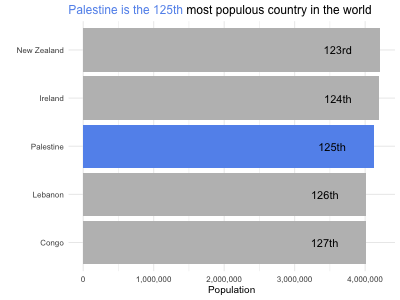 Palestine is the 125th most populous country in the world
New Zealand 123rd
Ireland 124th
Palestine 125th
Lebanon 126th
Congo 127th
0 1,000,000 2,000,000 3,000,000 4,000,000
Population